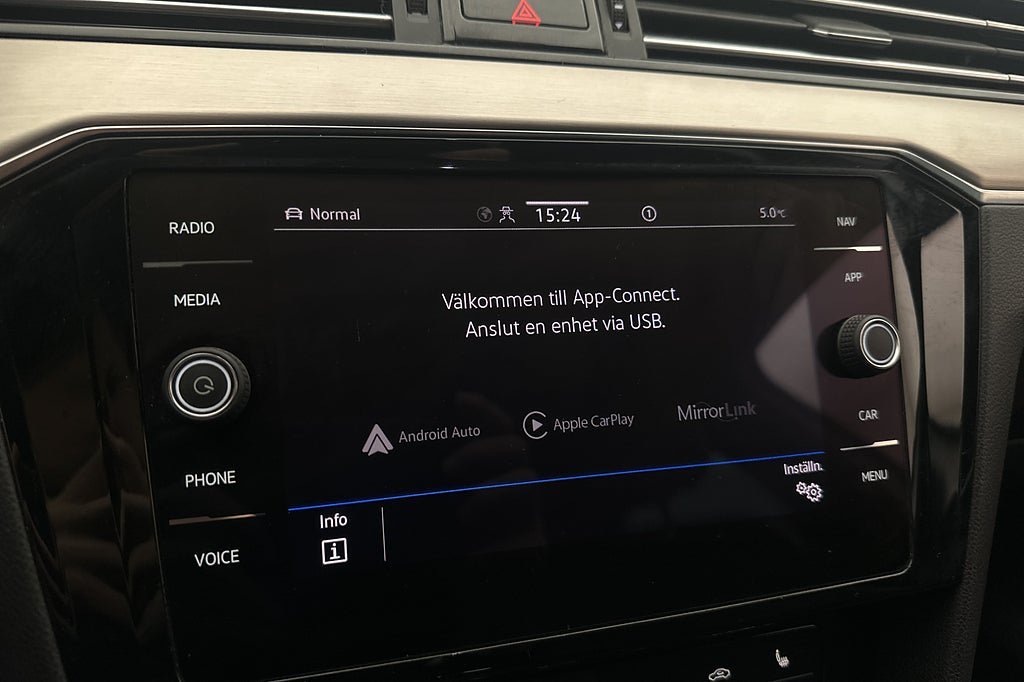 Normal
15:24
1
5.0°C
RADIO
MEDIA
PHONE
VOICE
Välkommen till App-Connect.
Anslut en enhet via USB.
Android Auto
Apple CarPlay
MirrorLink
Inställn.
Info
i
NAV
APP
CAR
MENU